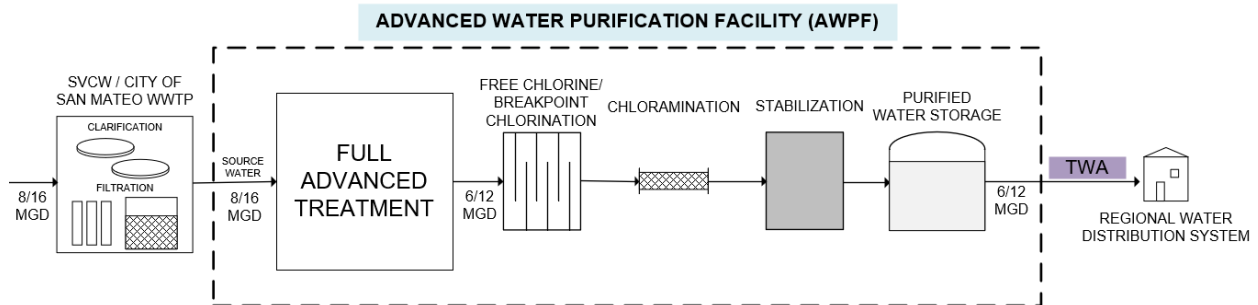 ADVANCED WATER PURIFICATION FACILITY (AWPF)
SVCW / CITY OF
SAN MATEO WWTP
CLARIFICATION
FILTRATION
8/16
MGD
SOURCE
WATER
8/16
MGD
FULL
ADVANCED
TREATMENT
6/12
MGD
FREE CHLORINE/
BREAKPOINT
CHLORINATION
CHLORAMINATION
STABILIZATION
PURIFIED
WATER STORAGE
6/12
MGD
TWA
REGIONAL WATER
DISTRIBUTION SYSTEM